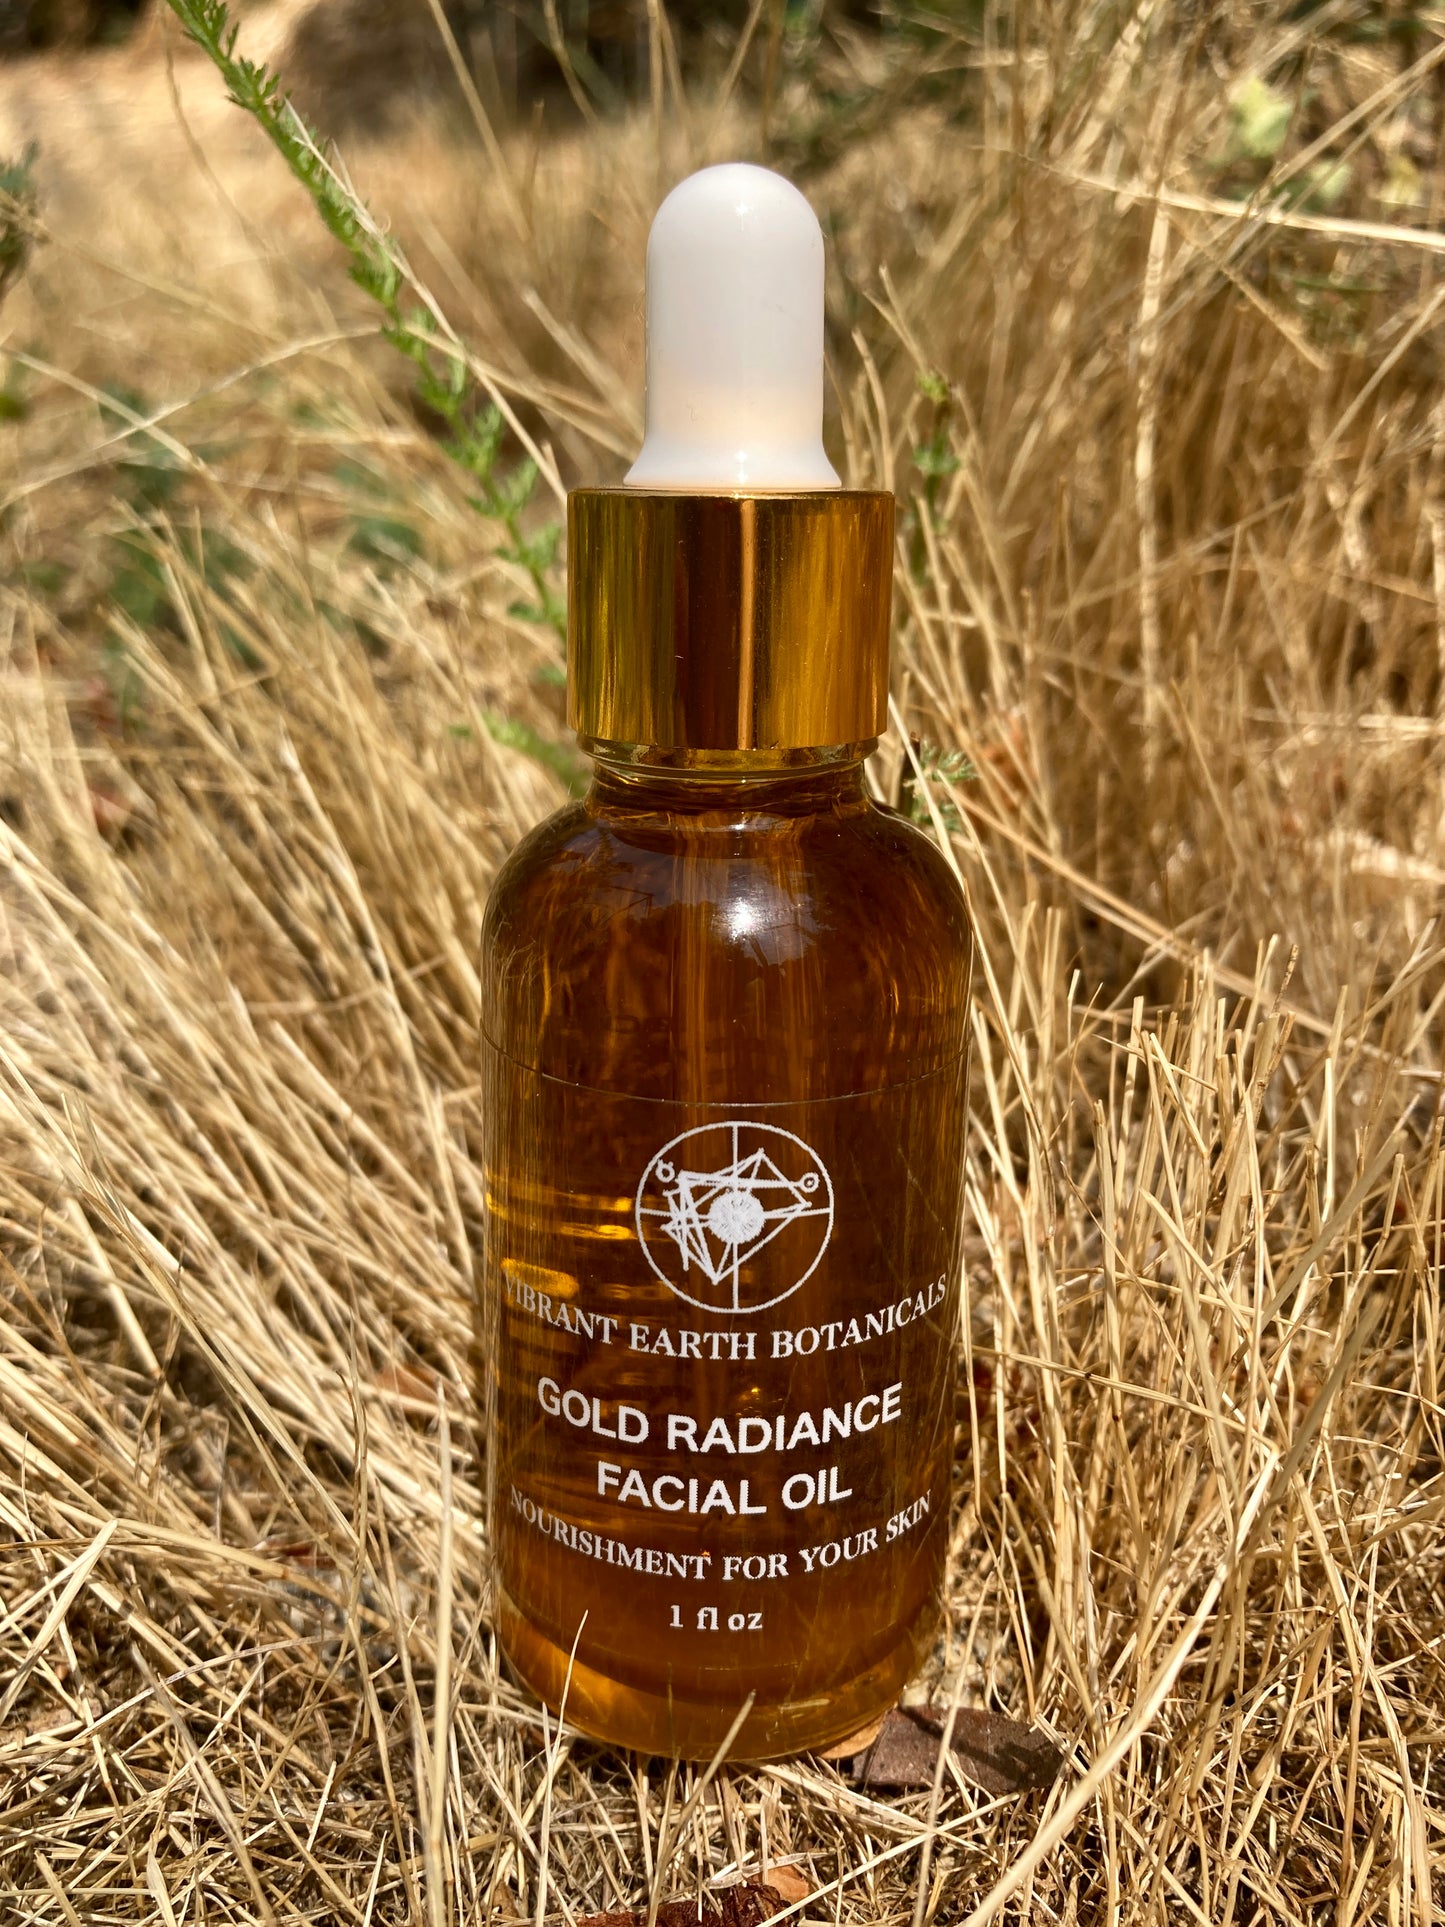 VIBRANT EARTH BOTANICALS
GOLD RADIANCE
FACIAL OIL
NOURISHMENT FOR YOUR SKIN
1 fl oz